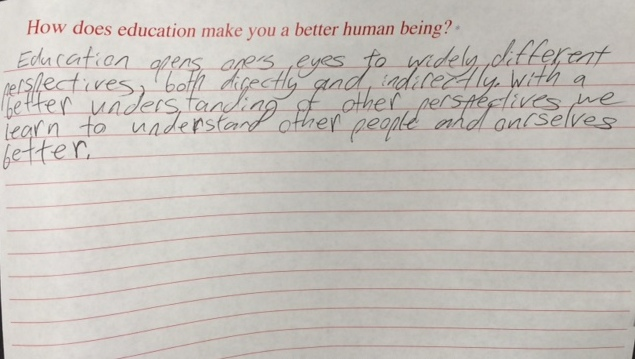 How does education make you a better human being?
Education opens one's eyes to widely different
perspectives, both directly and indirectly. With a
better understanding of other perspectives we
learn to understand other people and ourselves
better.